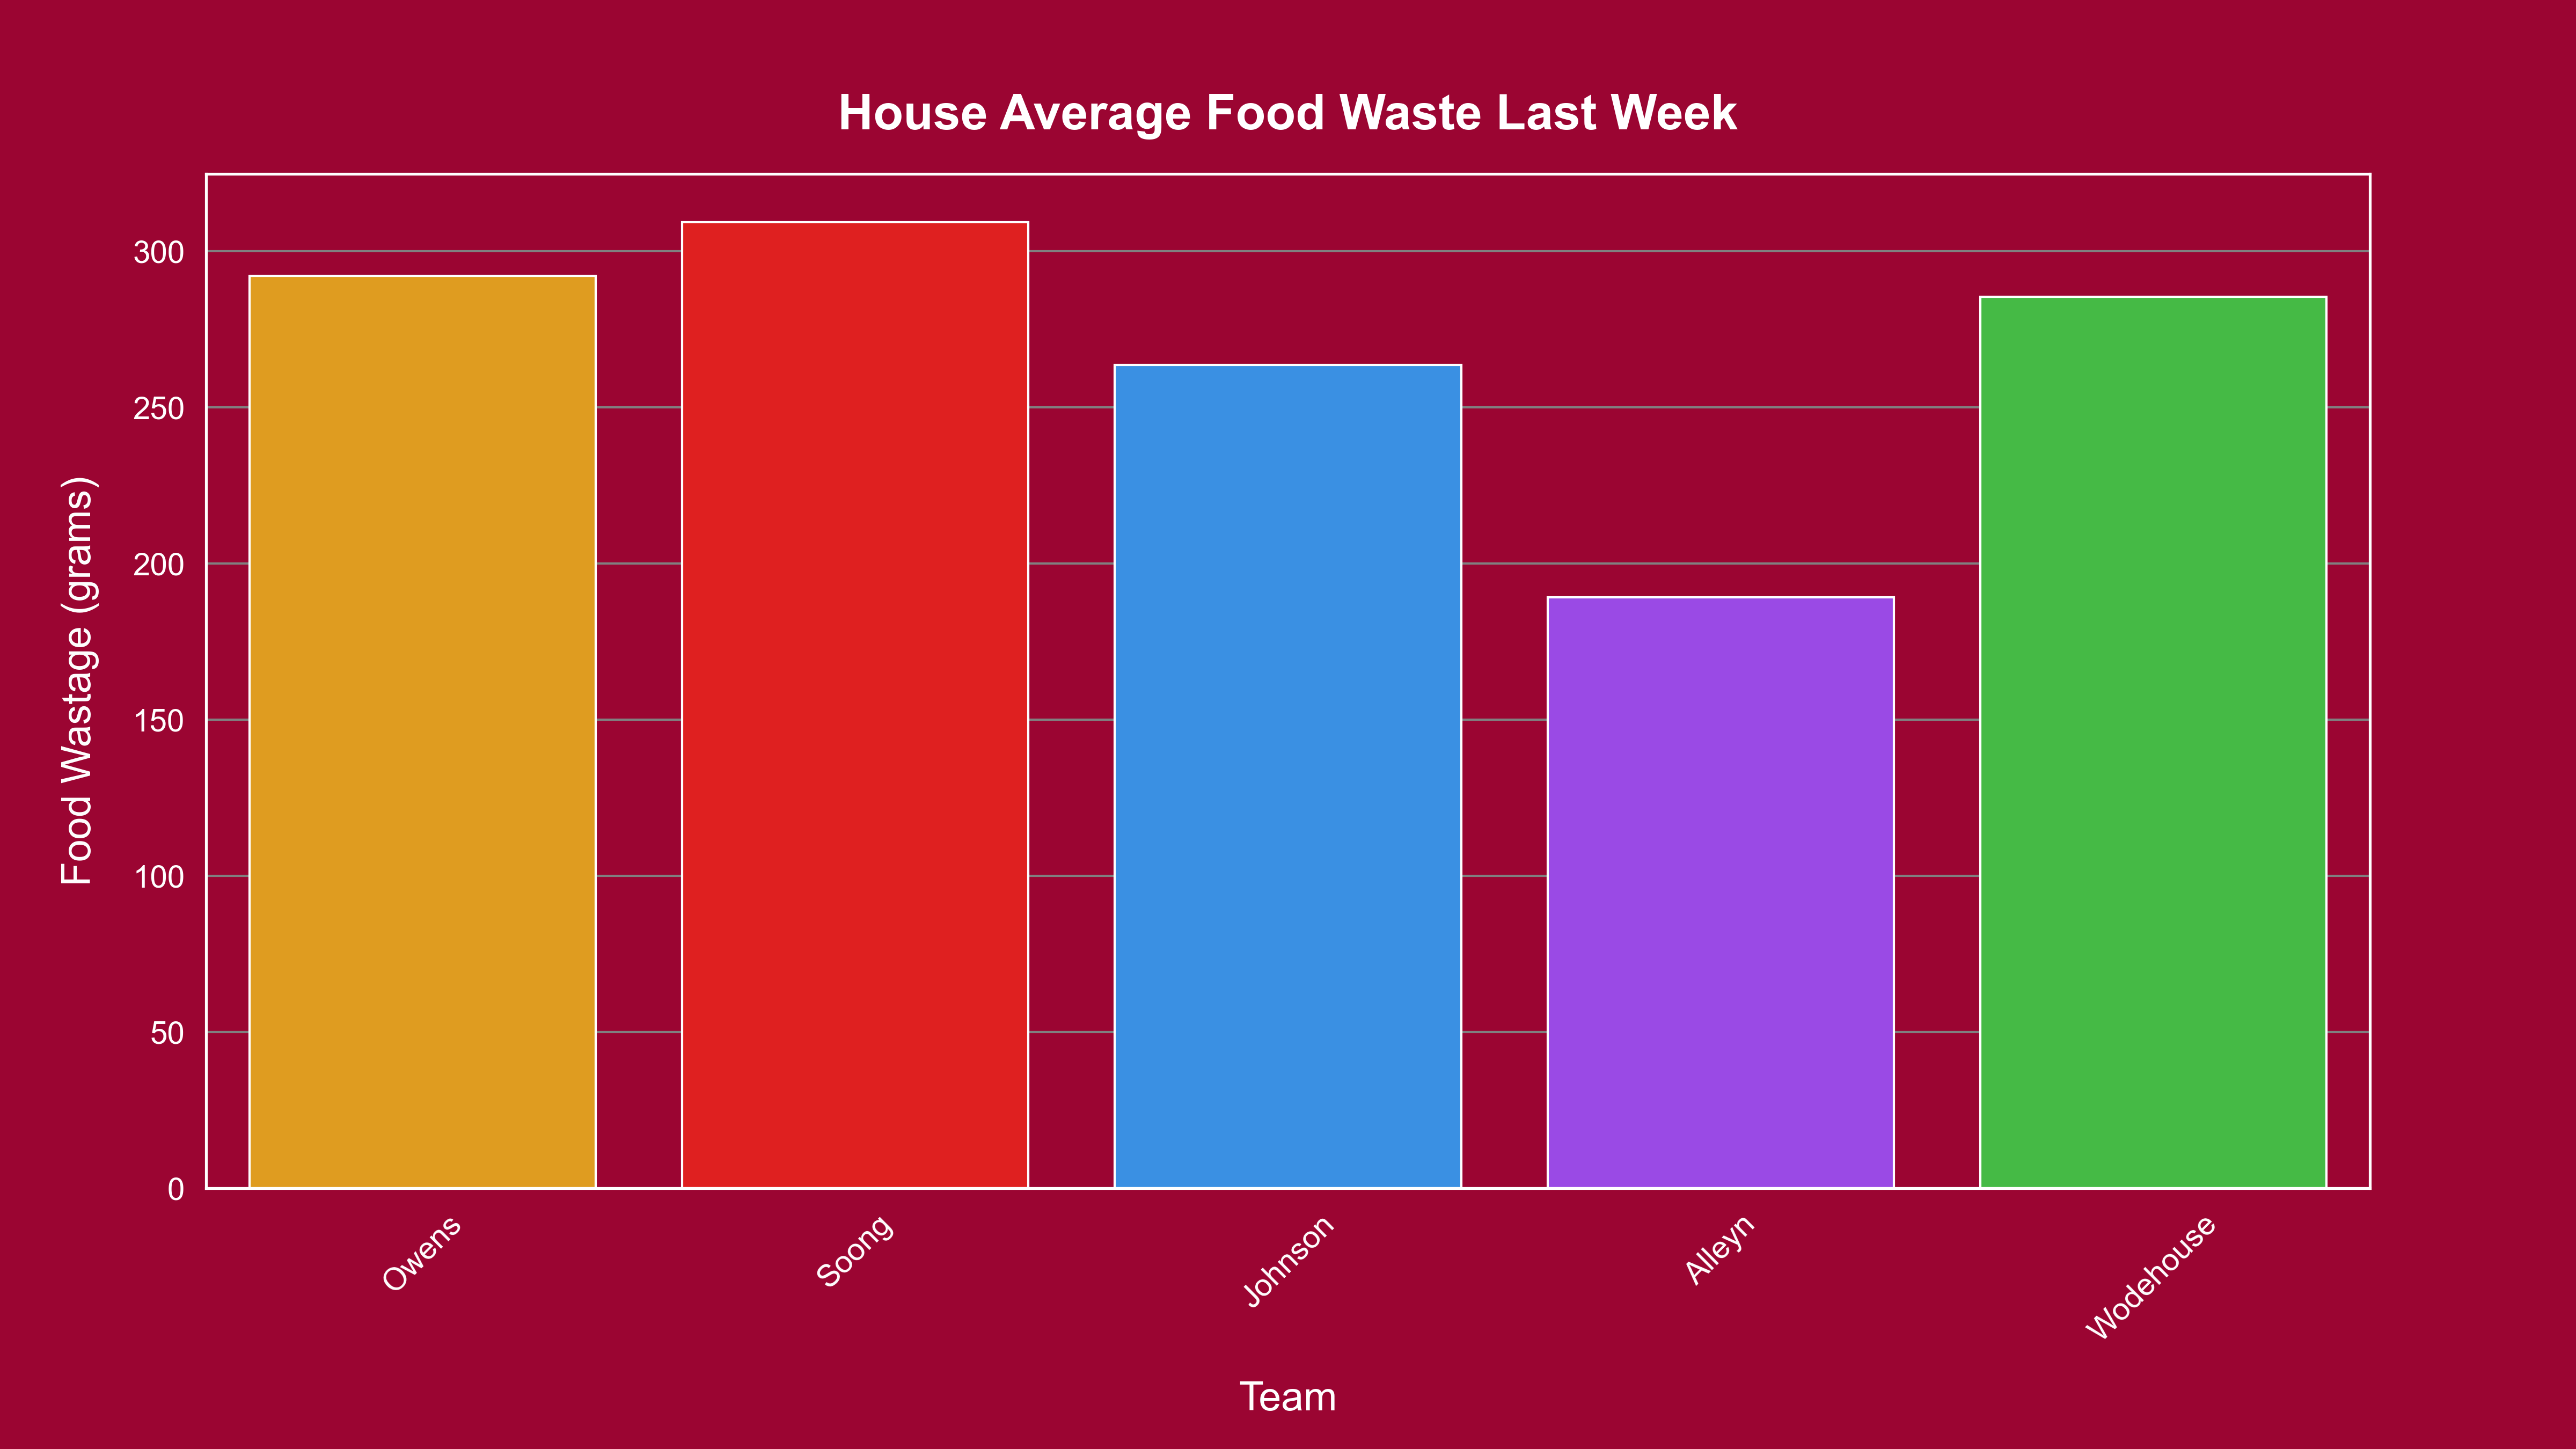 House Average Food Waste Last Week
Food Wastage (grams)
300
250
200
150
100
50
0
Owens
Soong
Johnson
Alleyn
Wodehouse
Team